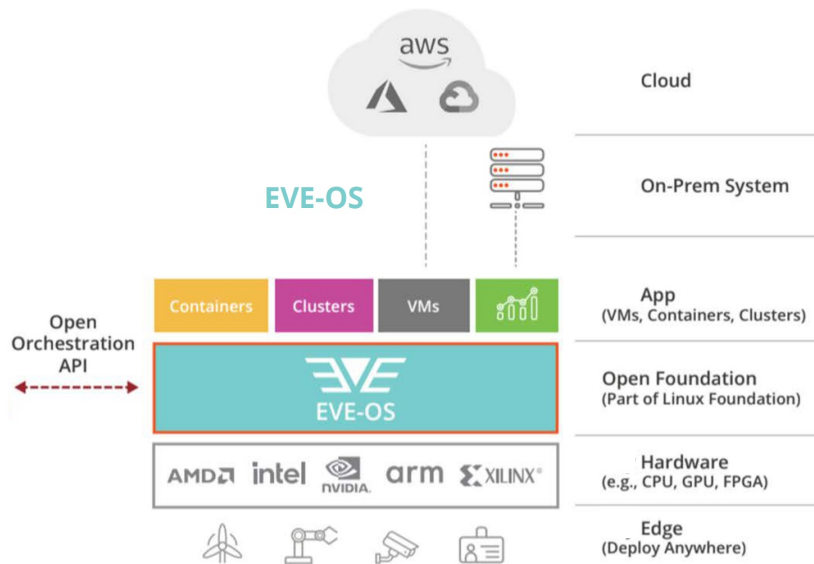 aws
Cloud
EVE-OS
On-Prem System
Containers
Clusters
VMs
App
(VMs, Containers, Clusters)
Open
Orchestration
API
EVE
EVE-OS
Open Foundation
(Part of Linux Foundation)
AMD
intel
NVIDIA.
arm
XILINX®
Hardware
(e.g., CPU, GPU, FPGA)
Edge
(Deploy Anywhere)